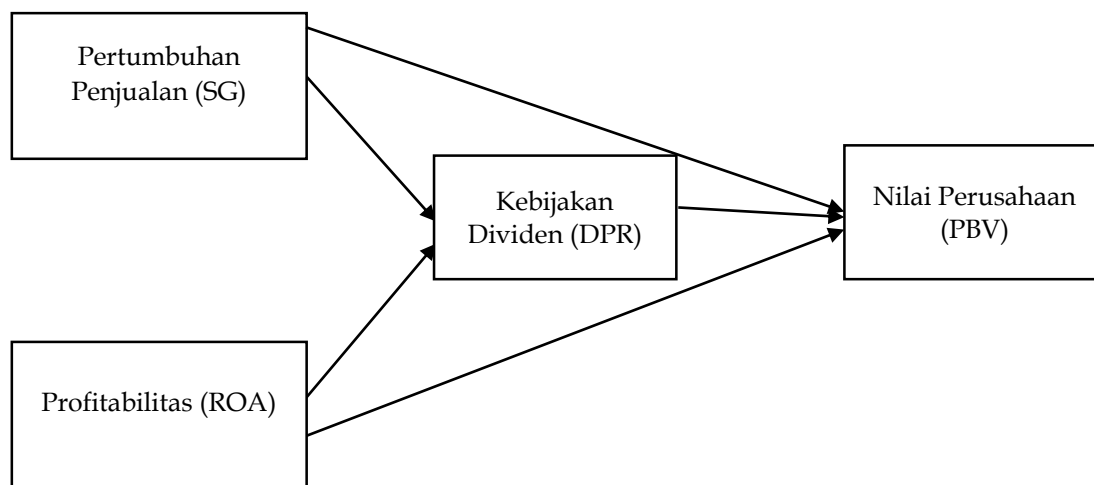 Pertumbuhan
Penjualan (SG)
Kebijakan
Dividen (DPR)
Nilai Perusahaan
(PBV)
Profitabilitas (ROA)